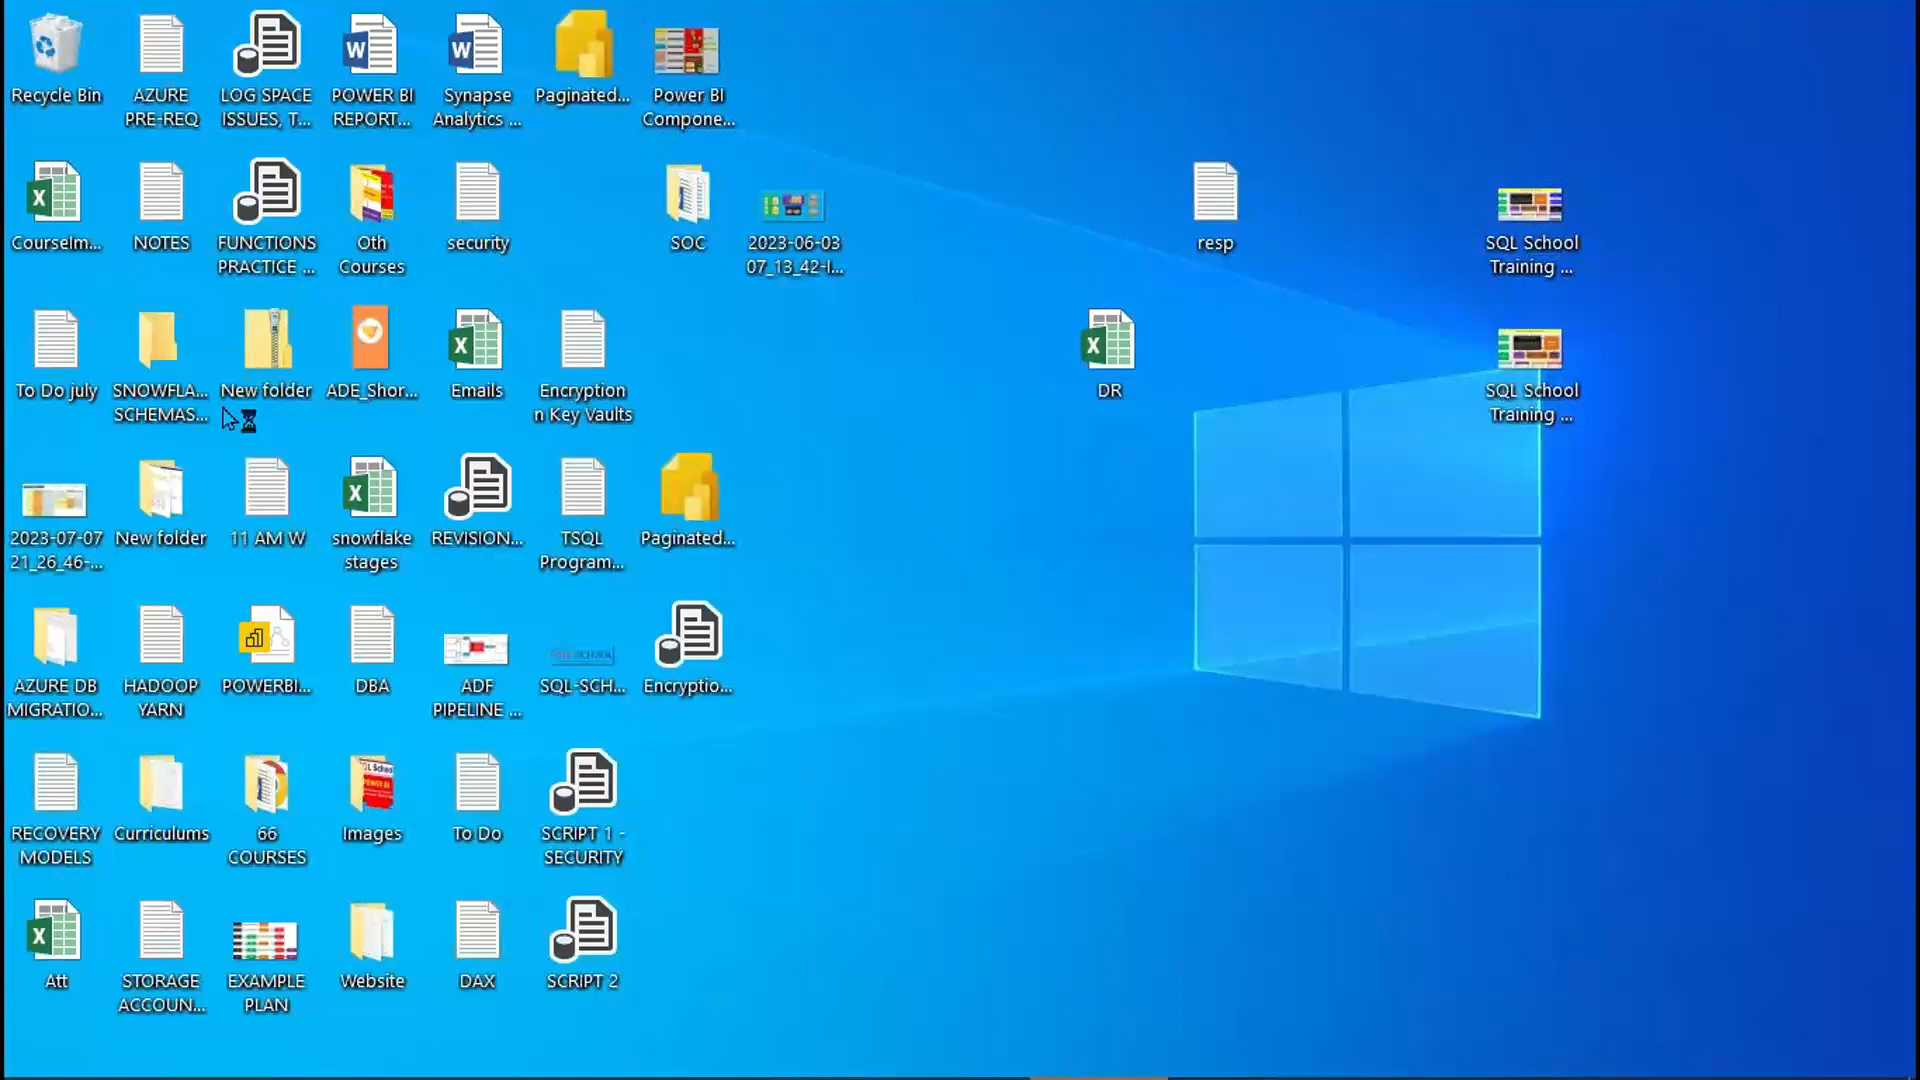 Recycle Bin
AZURE
PRE-REQ
LOG SPACE
ISSUES, T...
POWER BI
REPORT...
Synapse
Analytics ...
Paginated...
Power BI
Compone...
CourseIm...
NOTES
FUNCTIONS
PRACTICE ...
Oth
Courses
security
SOC
2023-06-03
07_13_42-I...
resp
SQL School
Training ...
To Do july
SNOWFLA...
SCHEMAS...
New folder
ADE_Shor...
Emails
Encryption
n Key Vaults
DR
SQL School
Training ...
2023-07-07
21_26_46-...
New folder
11 AM W
snowflake
stages
REVISION...
TSQL
Program...
Paginated...
AZURE DB
MIGRATIO...
HADOOP
YARN
POWERBI...
DBA
ADF
PIPELINE ...
SQL-SCH...
Encryptio...
RECOVERY
MODELS
Curriculums
66
COURSES
Images
To Do
SCRIPT 1 -
SECURITY
Att
STORAGE
ACCOUN...
EXAMPLE
PLAN
Website
DAX
SCRIPT 2